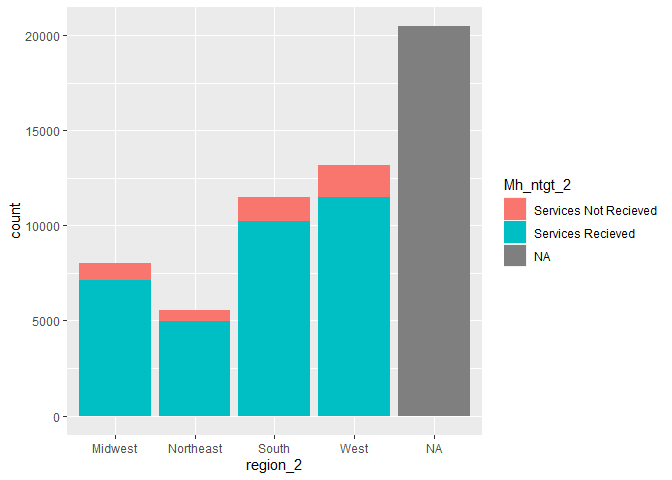 20000
15000
10000
5000
0
count
Midwest Northeast South West NA
region_2
Mh_ntgt_2
Services Not Recieved
Services Recieved
NA